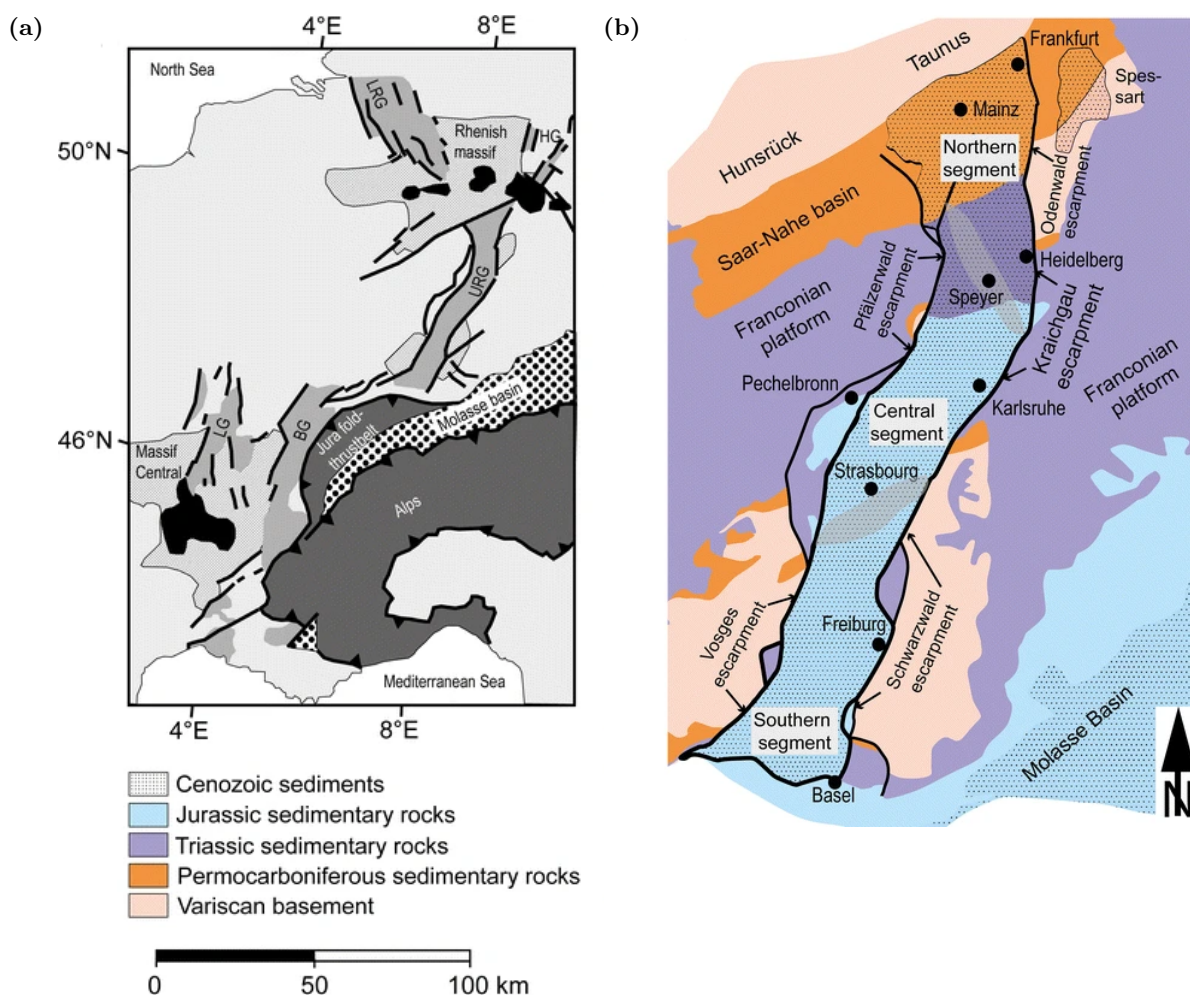 (a)
4°E
8°E
North Sea
LRG
Rhenish
massif
HG
50°N
URG
46°N
Massif
Central
LG
BG
Jura fold-
thrustbelt
Molasse basin
Alps
Mediterranean Sea
4°E
8°E
Cenozoic sediments
Jurassic sedimentary rocks
Triassic sedimentary rocks
Permocarboniferous sedimentary rocks
Variscan basement
0
50
100 km
(b)
Taunus
Frankfurt
Spes-
sart
Mainz
Hunsrück
Northern
segment
Odenwald
escarpment
Saar-Nahe basin
Heidelberg
Speyer
Pfälzerwald
escarpment
Franconian
platform
Kraichgau
escarpment
Franconian
platform
Pechelbronn
Karlsruhe
Central
segment
Strasbourg
Vosges
escarpment
Freiburg
Schwarzwald
escarpment
Southern
segment
Molasse Basin
Basel
N